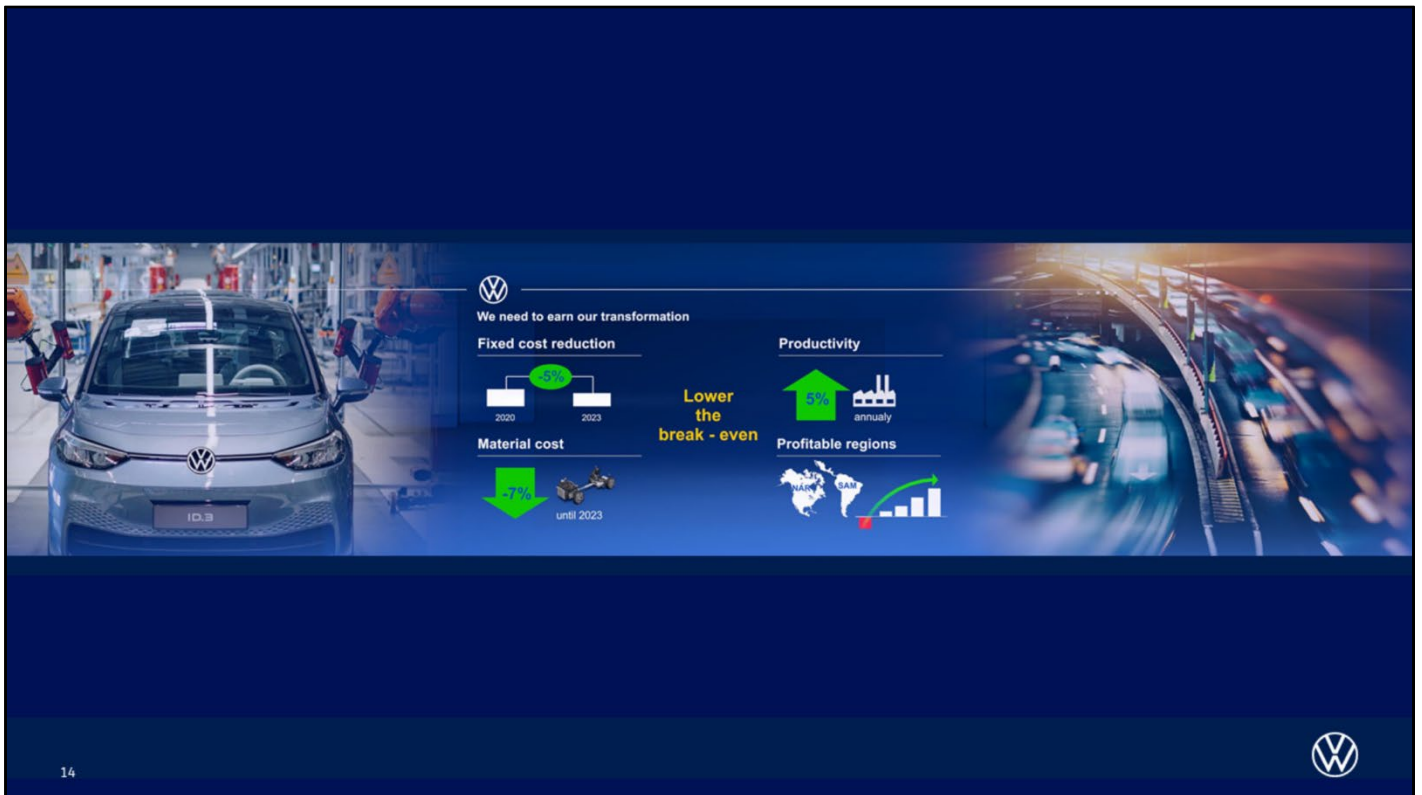 We need to earn our transformation
Fixed cost reduction
-5%
2020
2023
Material cost
-7%
until 2023
Lower
the
break - even
Productivity
5%
annualy
Profitable regions
NAR
SAM
ID.3
14